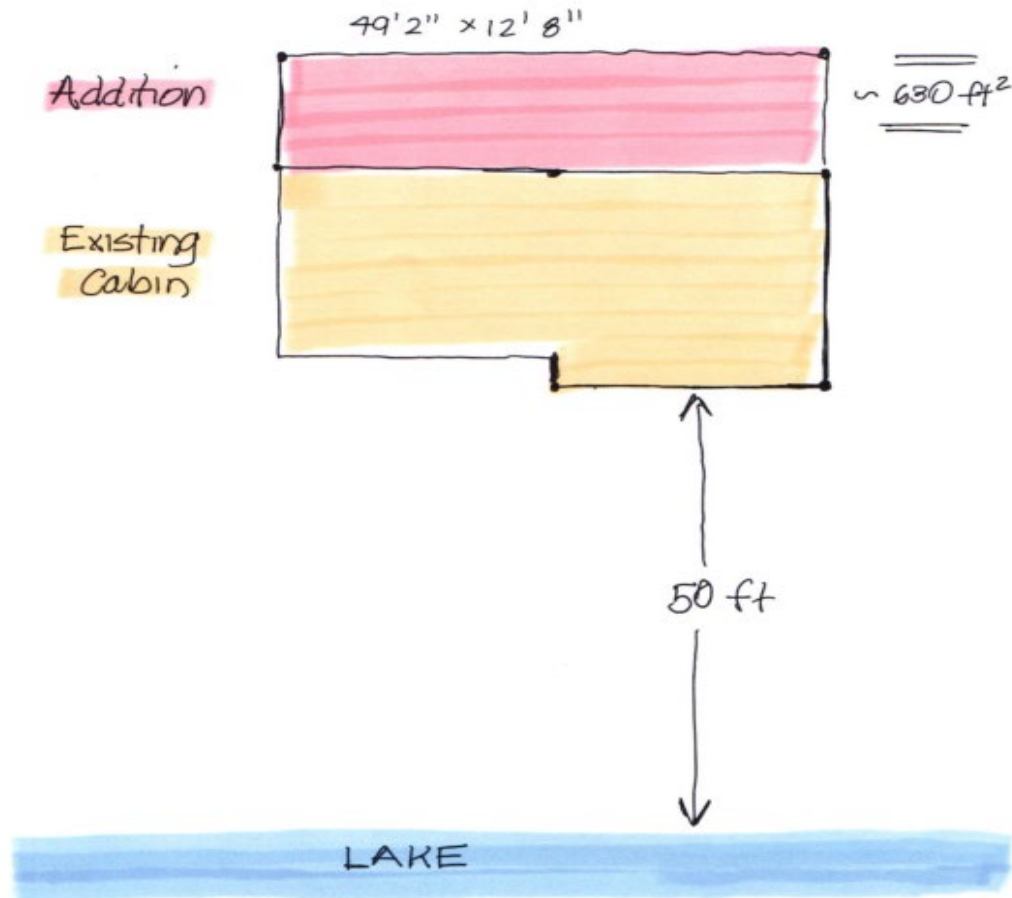 49'2" x 12' 8"
Addition
~ 630 ft²
Existing
Cabin
50 ft
LAKE